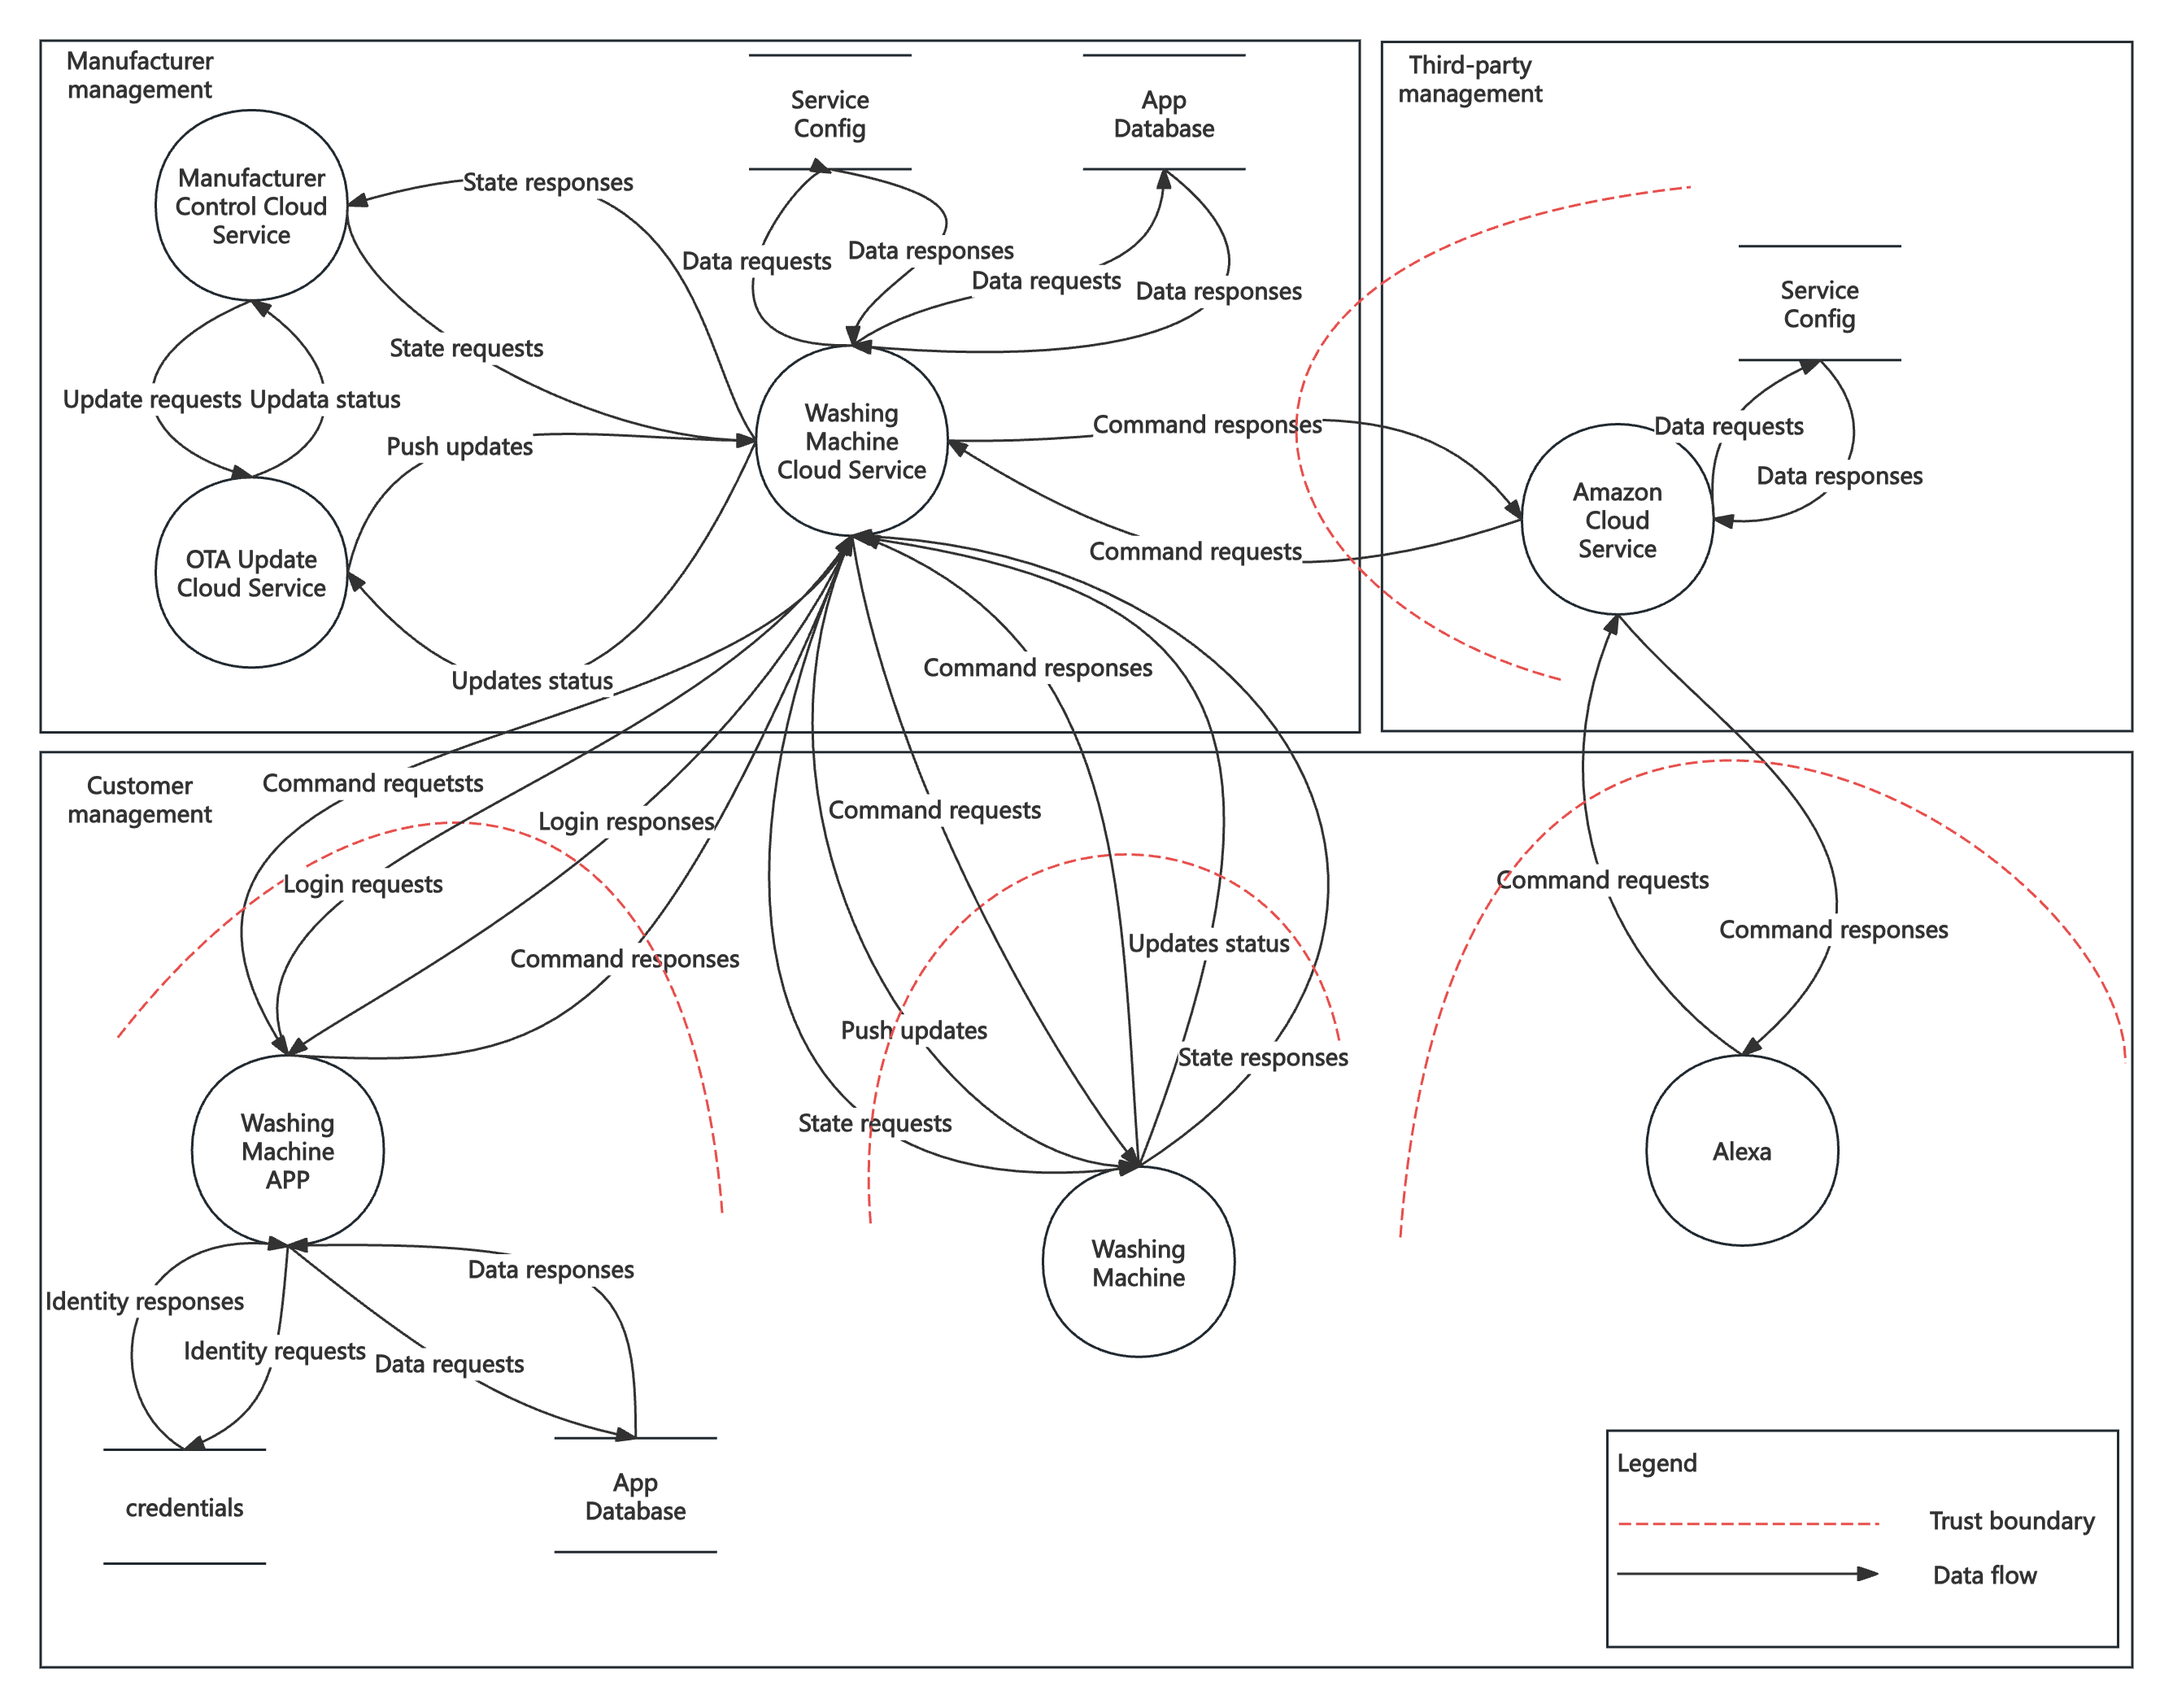 Manufacturer
management
Service
Config
App
Database
Manufacturer
Control Cloud
Service
State responses
Data requests
Data responses
Data requests
Data responses
State requests
Update requests
Updata status
Push updates
Washing
Machine
Cloud Service
OTA Update
Cloud Service
Updates status
Command responses
Command requests
Third-party
management
Service
Config
Data requests
Data responses
Amazon
Cloud
Service
Command responses
Customer
management
Command requetsts
Login responses
Login requests
Command responses
Command requests
Updates status
Push updates
State responses
State requests
Command requests
Command responses
Washing
Machine
APP
Washing
Machine
Alexa
Identity responses
Identity requests
Data responses
Data requests
credentials
App
Database
Legend
Trust boundary
Data flow